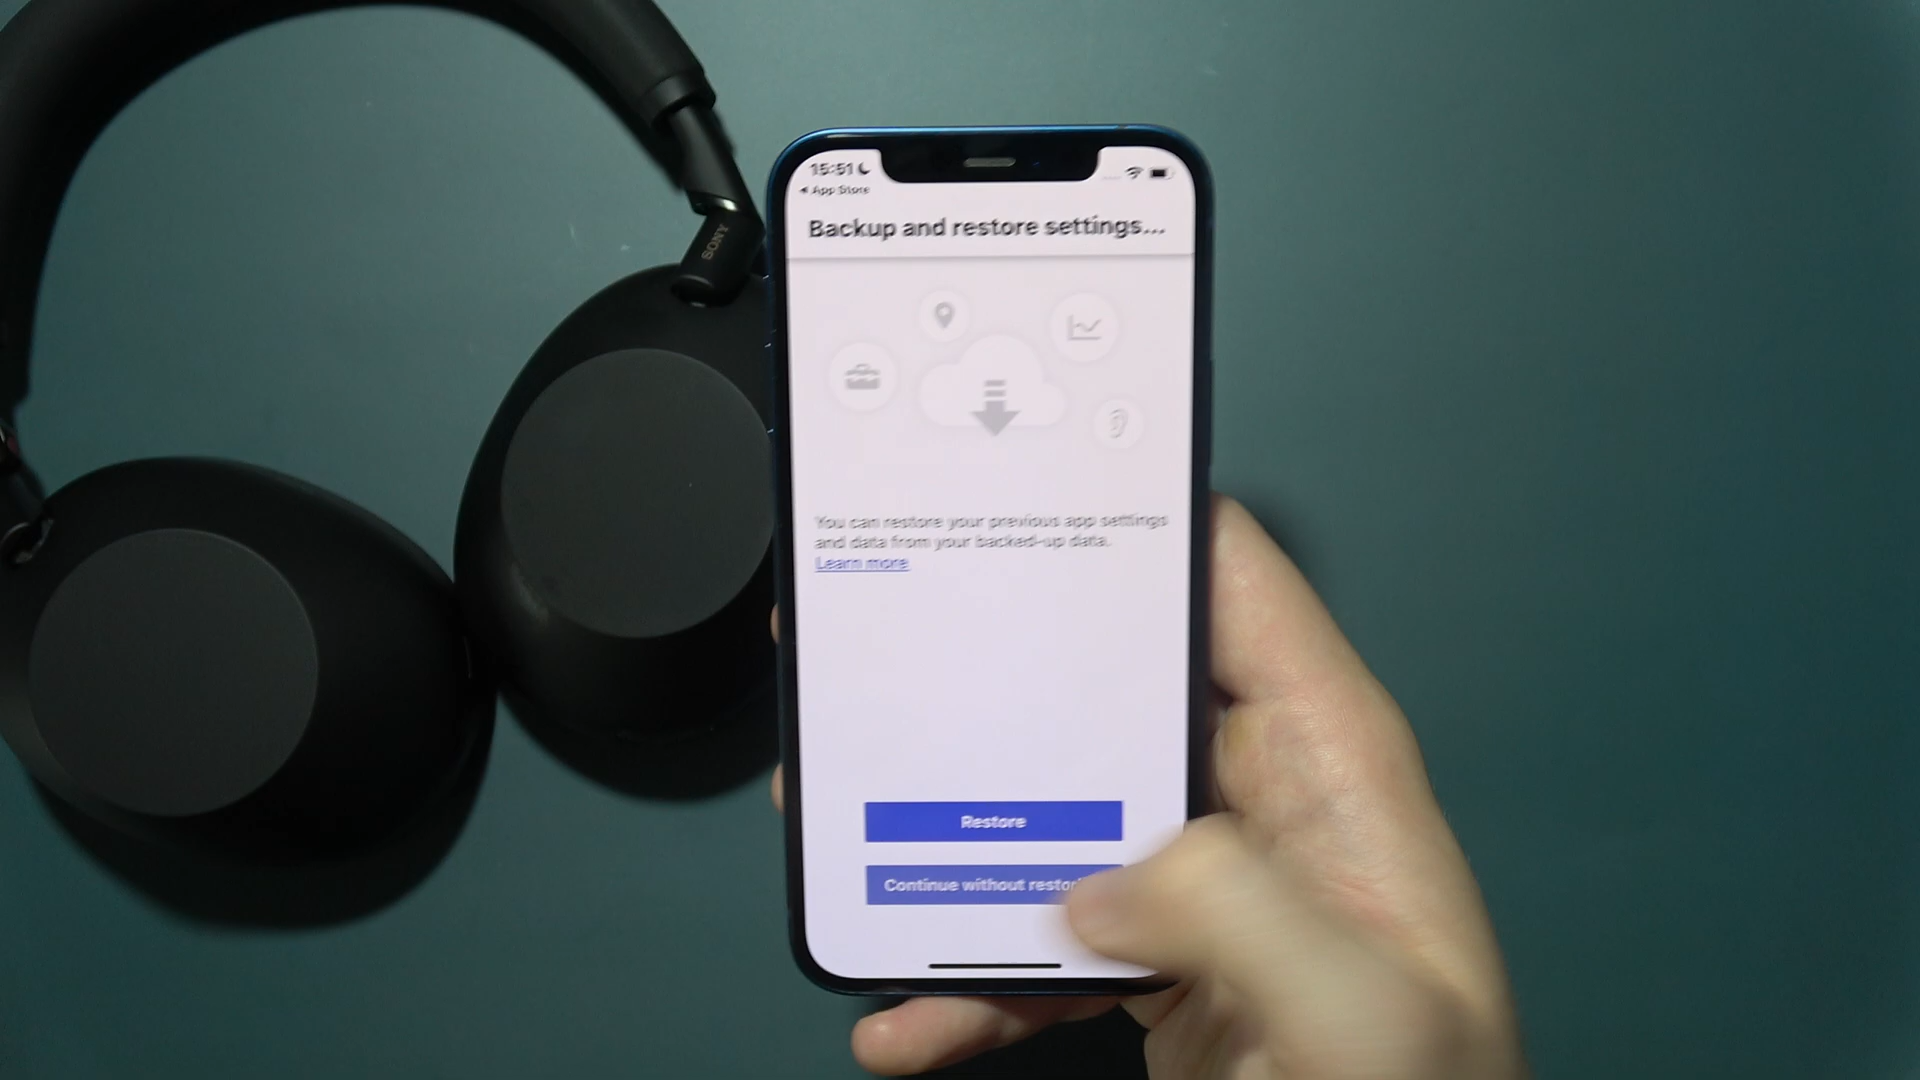 SONY
15:51
App Store
Backup and restore settings...
You can restore your previous app settings
and data from your backed-up data.
Learn more
Restore
Continue without